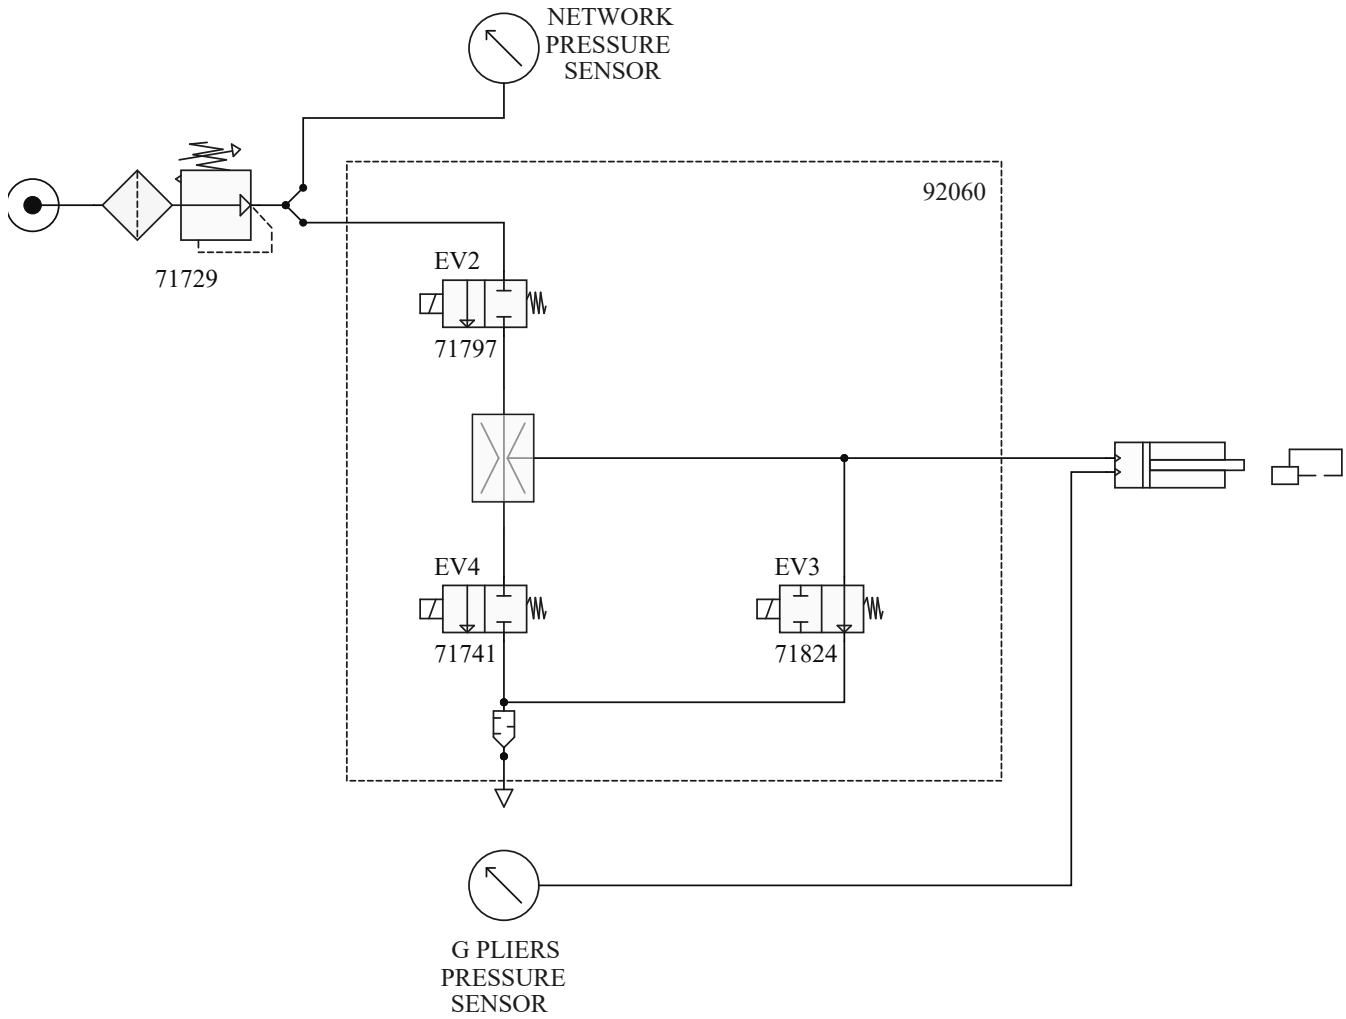 NETWORK
PRESSURE
SENSOR
92060
71729
EV2
71797
EV4
71741
EV3
71824
G PLIERS
PRESSURE
SENSOR